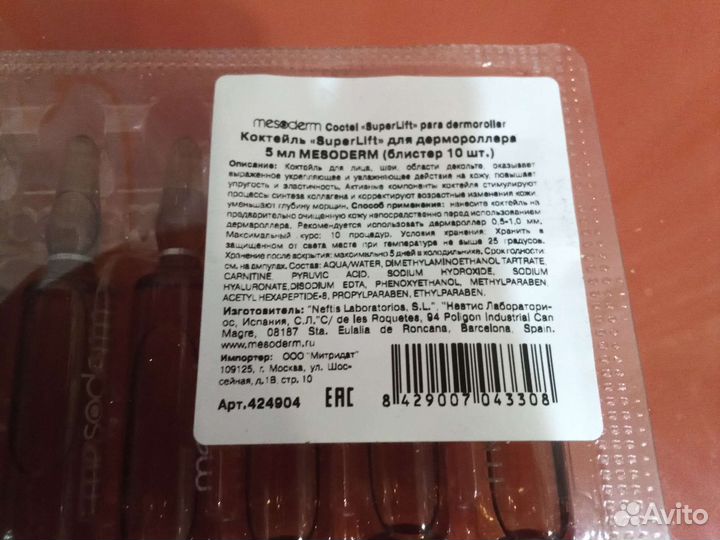 mesoderm Coctel «SuperLift» para dermoroller
Коктейль «SuperLift» для дермороллера
5 мл MESODERM (блистер 10 шт.)
Описание: Коктейль для лица, шеи, области декольте, оказывает
выраженное укрепляющее и увлажняющее действия на кожу, повышает
упругость и эластичность. Активные компоненты коктейля стимулируют
процессы синтеза коллагена и корректируют возрастные изменения кожи,
уменьшают глубину морщин. Способ применения: нанесите коктейль на
предварительно очищенную кожу непосредственно перед использованием
дермороллера. Рекомендуется использовать дермароллер 0,5-1,0 мм.
Максимальный курс: 10 процедур. Условия хранения: Хранить в
защищенном от света месте при температуре не выше 25 градусов.
Хранение после вскрытия: максимально 5 дней в холодильнике. Срок годности
см. на ампулах. Состав: AQUA/WATER, DIMETHYLAMINOETHANOL TARTRATE,
CARNITINE, PYRUVIC ACID, SODIUM HYDROXIDE, SODIUM
HYALURONATE, DISODIUM EDTA, PHENOXYETHANOL, METHYLPARABEN,
ACETYL HEXAPEPTIDE-8, PROPYLPARABEN, ETHYLPARABEN.
Изготовитель: "Neftis Laboratorios, S.L." "Невтис Лаборатори-
ос, Испания, С.Л."C/ de les Roquetes, 94 Poligon Industrial Can
Magre, 08187 Sta. Eulalia de Roncana, Barcelona, Spain.
www.mesoderm.ru
Импортер: ООО "Митридат"
109125, г. Москва, ул. Шос-
сейная, д.1В, стр. 10
Арт.424904 EAC
8 429007 043308
Avito